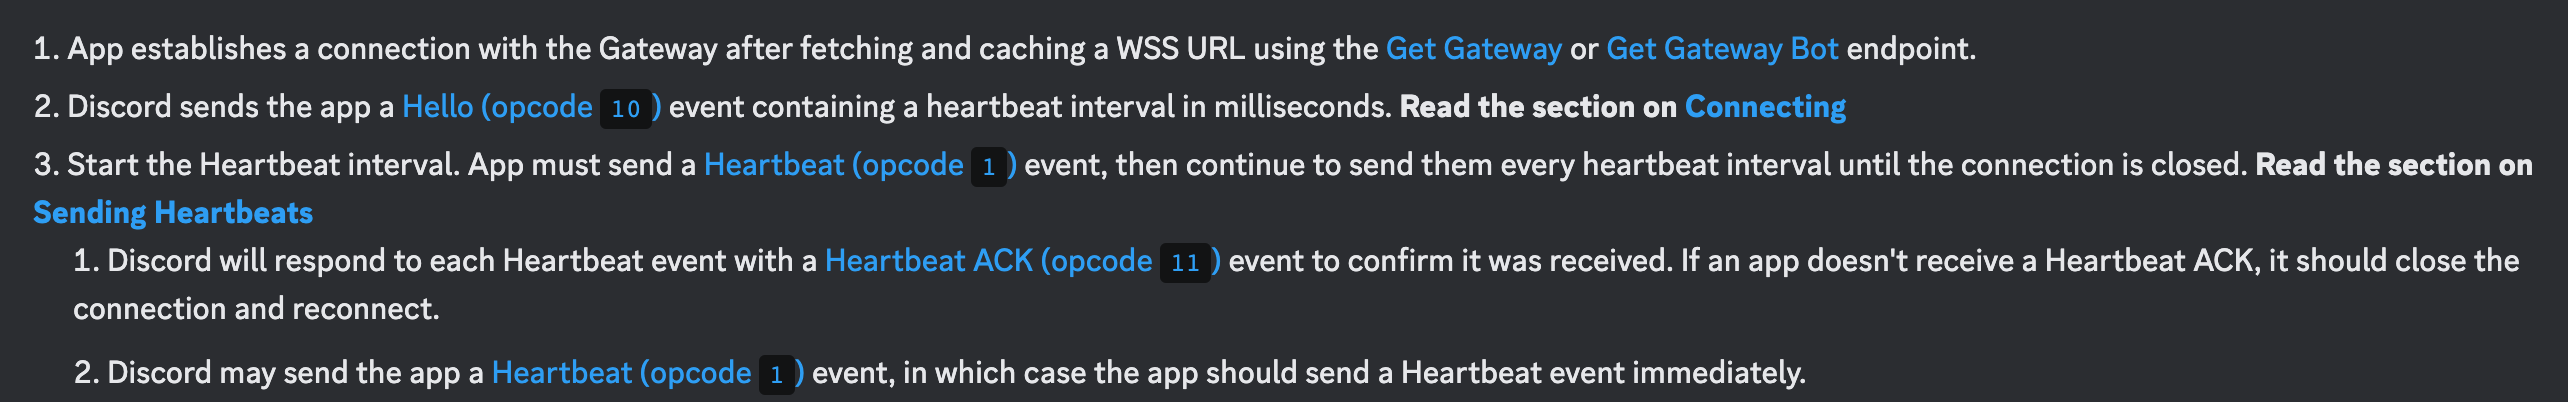 1. App establishes a connection with the Gateway after fetching and caching a WSS URL using the Get Gateway or Get Gateway Bot endpoint.
2. Discord sends the app a Hello (opcode 10) event containing a heartbeat interval in milliseconds. Read the section on Connecting
3. Start the Heartbeat interval. App must send a Heartbeat (opcode 1) event, then continue to send them every heartbeat interval until the connection is closed. Read the section on
Sending Heartbeats
1. Discord will respond to each Heartbeat event with a Heartbeat ACK (opcode 11) event to confirm it was received. If an app doesn't receive a Heartbeat ACK, it should close the
connection and reconnect.
2. Discord may send the app a Heartbeat (opcode 1) event, in which case the app should send a Heartbeat event immediately.